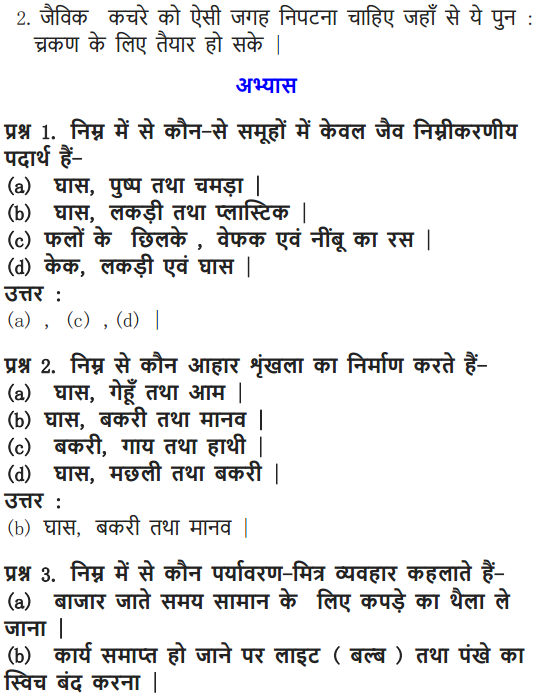 2. जैविक कचरे को ऐसी जगह निपटना चाहिए जहाँ से ये पुन :
च्रकण के लिए तैयार हो सके |
अभ्यास
प्रश्न 1. निम्न में से कौन-से समूहों में केवल जैव निम्नीकरणीय
पदार्थ हैं-
(a) घास, पुष्प तथा चमड़ा |
(b) घास, लकड़ी तथा प्लास्टिक |
(c) फलों के छिलके , वेफक एवं नींबू का रस |
(d) केक, लकड़ी एवं घास |
उत्तर :
(a) , (c) ,(d) |
प्रश्न 2. निम्न से कौन आहार शृंखला का निर्माण करते हैं-
(a) घास, गेहूँ तथा आम |
(b) घास, बकरी तथा मानव |
(c) बकरी, गाय तथा हाथी |
(d) घास, मछली तथा बकरी |
उत्तर :
(b) घास, बकरी तथा मानव |
प्रश्न 3. निम्न में से कौन पर्यावरण-मित्र व्यवहार कहलाते हैं-
(a) बाजार जाते समय सामान के लिए कपड़े का थैला ले
जाना |
(b) कार्य समाप्त हो जाने पर लाइट ( बल्ब ) तथा पंखे का
स्विच बंद करना |